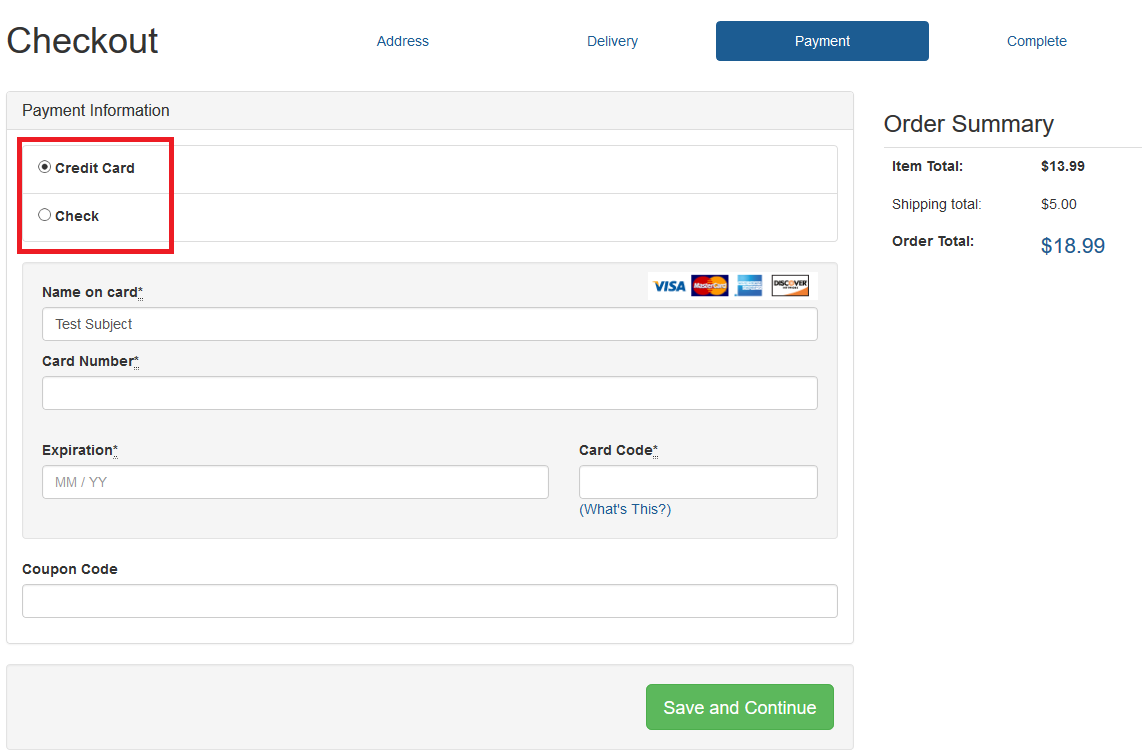 Checkout
Address Delivery Payment Complete
Payment Information
Credit Card
Check
Name on card*
VISA MasterCard DISCOVER
Test Subject
Card Number*
Expiration* Card Code*
MM / YY
(What's This?)
Coupon Code
Save and Continue
Order Summary
Item Total: $13.99
Shipping total: $5.00
Order Total: $18.99